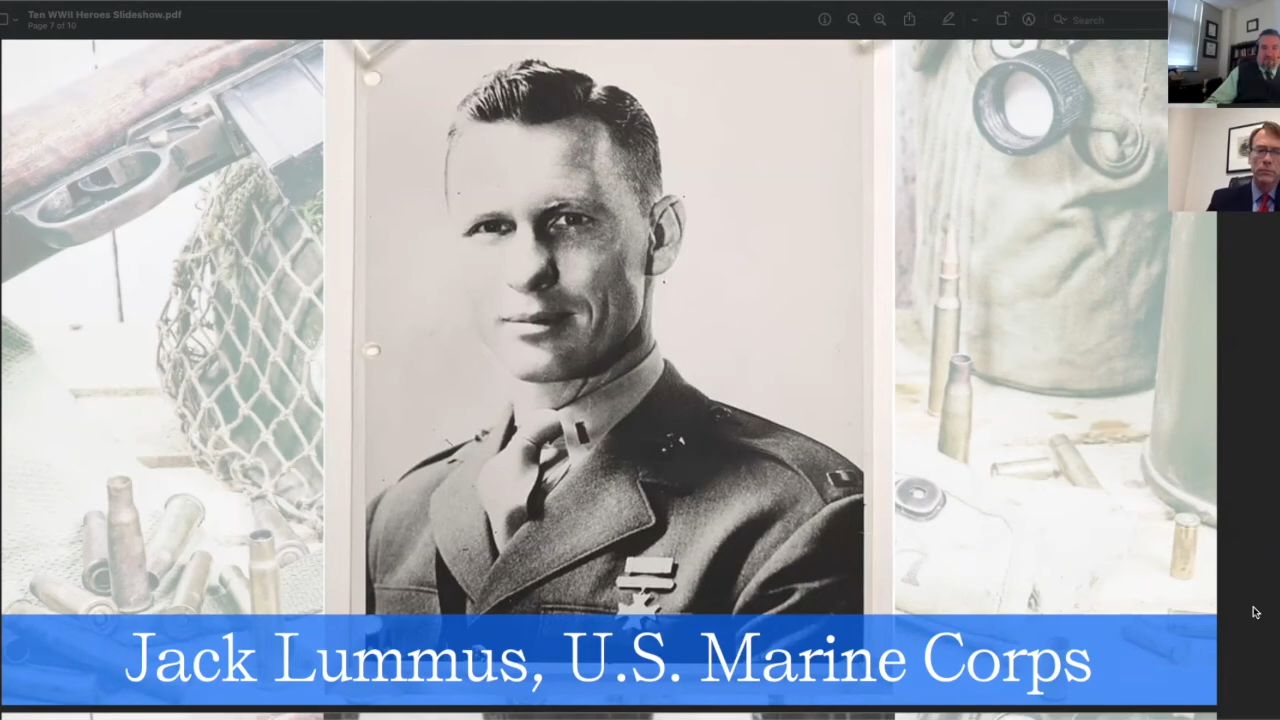 Ten WWII Heroes Slideshow.pdf
Page 7 of 10
Search
Jack Lummus, U.S. Marine Corps